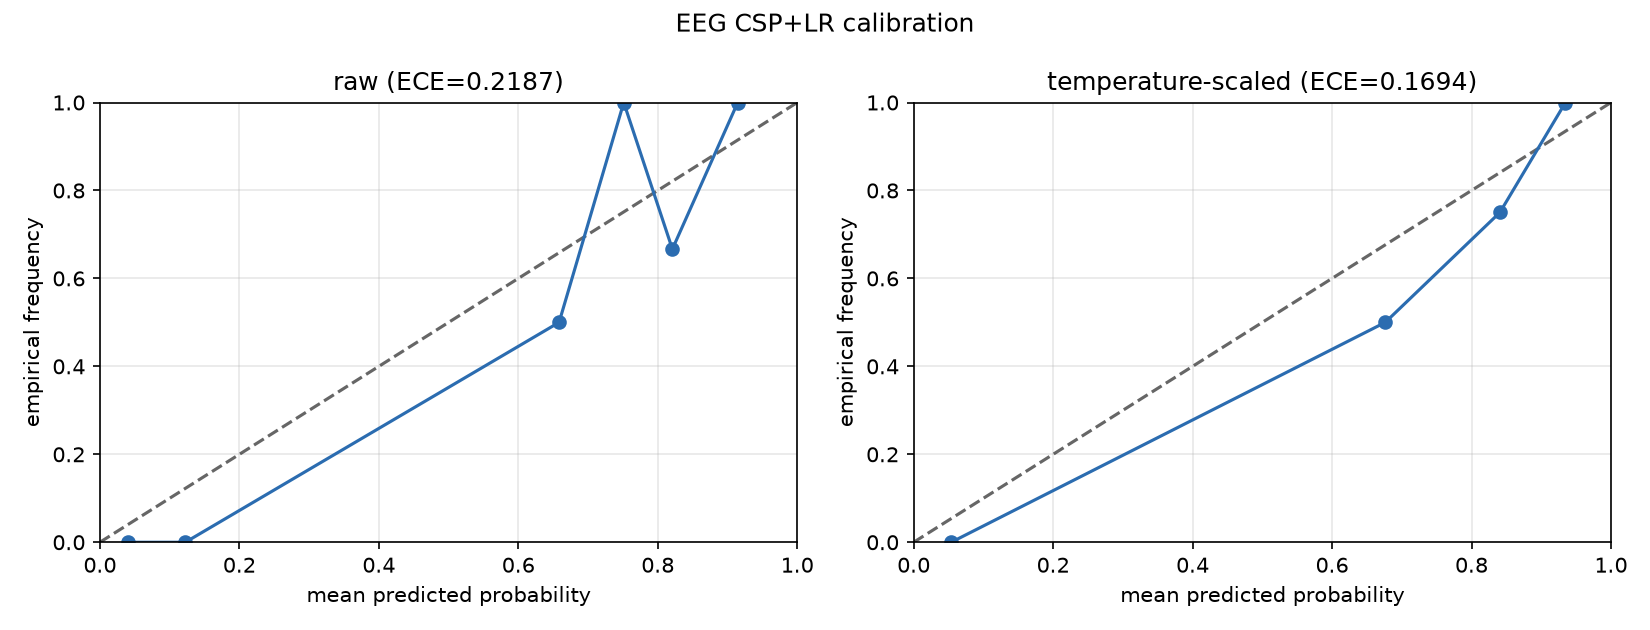 EEG CSP+LR calibration
raw (ECE=0.2187)
1.0
0.8
0.6
0.4
0.2
0.0
empirical frequency
0.0 0.2 0.4 0.6 0.8 1.0
mean predicted probability
temperature-scaled (ECE=0.1694)
1.0
0.8
0.6
0.4
0.2
0.0
empirical frequency
0.0 0.2 0.4 0.6 0.8 1.0
mean predicted probability